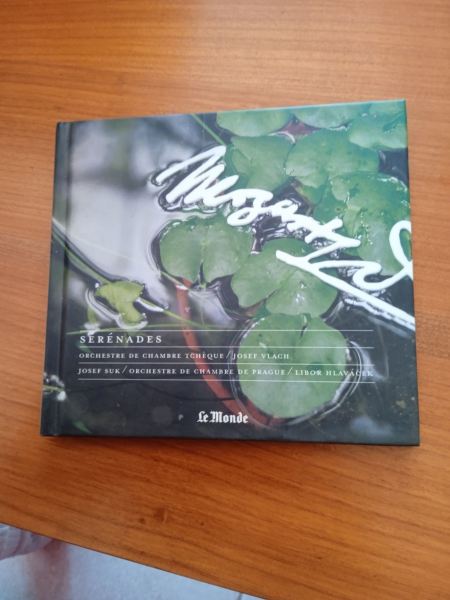 Mozart
SÉRÉNADES
ORCHESTRE DE CHAMBRE TCHÈQUE / JOSEF VLACH
JOSEF SUK / ORCHESTRE DE CHAMBRE DE PRAGUE / LIBOR HLAVÁČEK
Le Monde